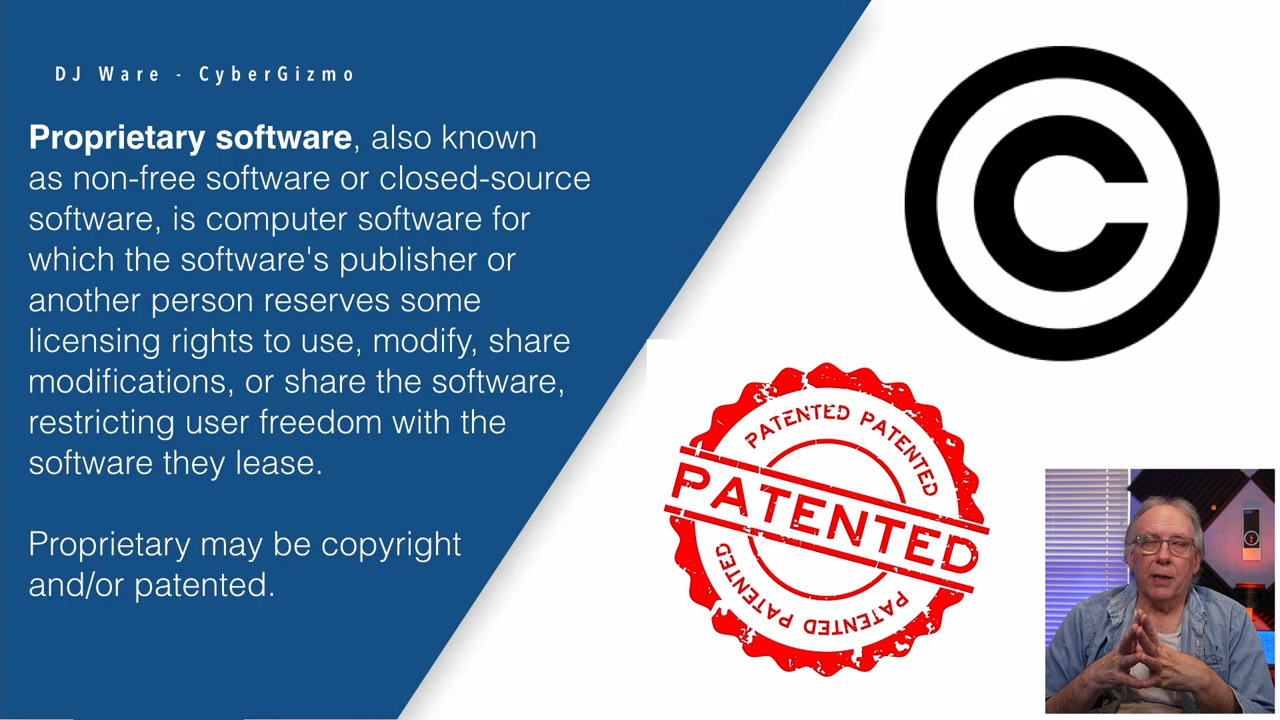 DJ Ware - CyberGizmo
Proprietary software, also known
as non-free software or closed-source
software, is computer software for
which the software's publisher or
another person reserves some
licensing rights to use, modify, share
modifications, or share the software,
restricting user freedom with the
software they lease.
Proprietary may be copyright
and/or patented.
©
PATENTED PATENTED
PATENTED
PATENTED PATENTED